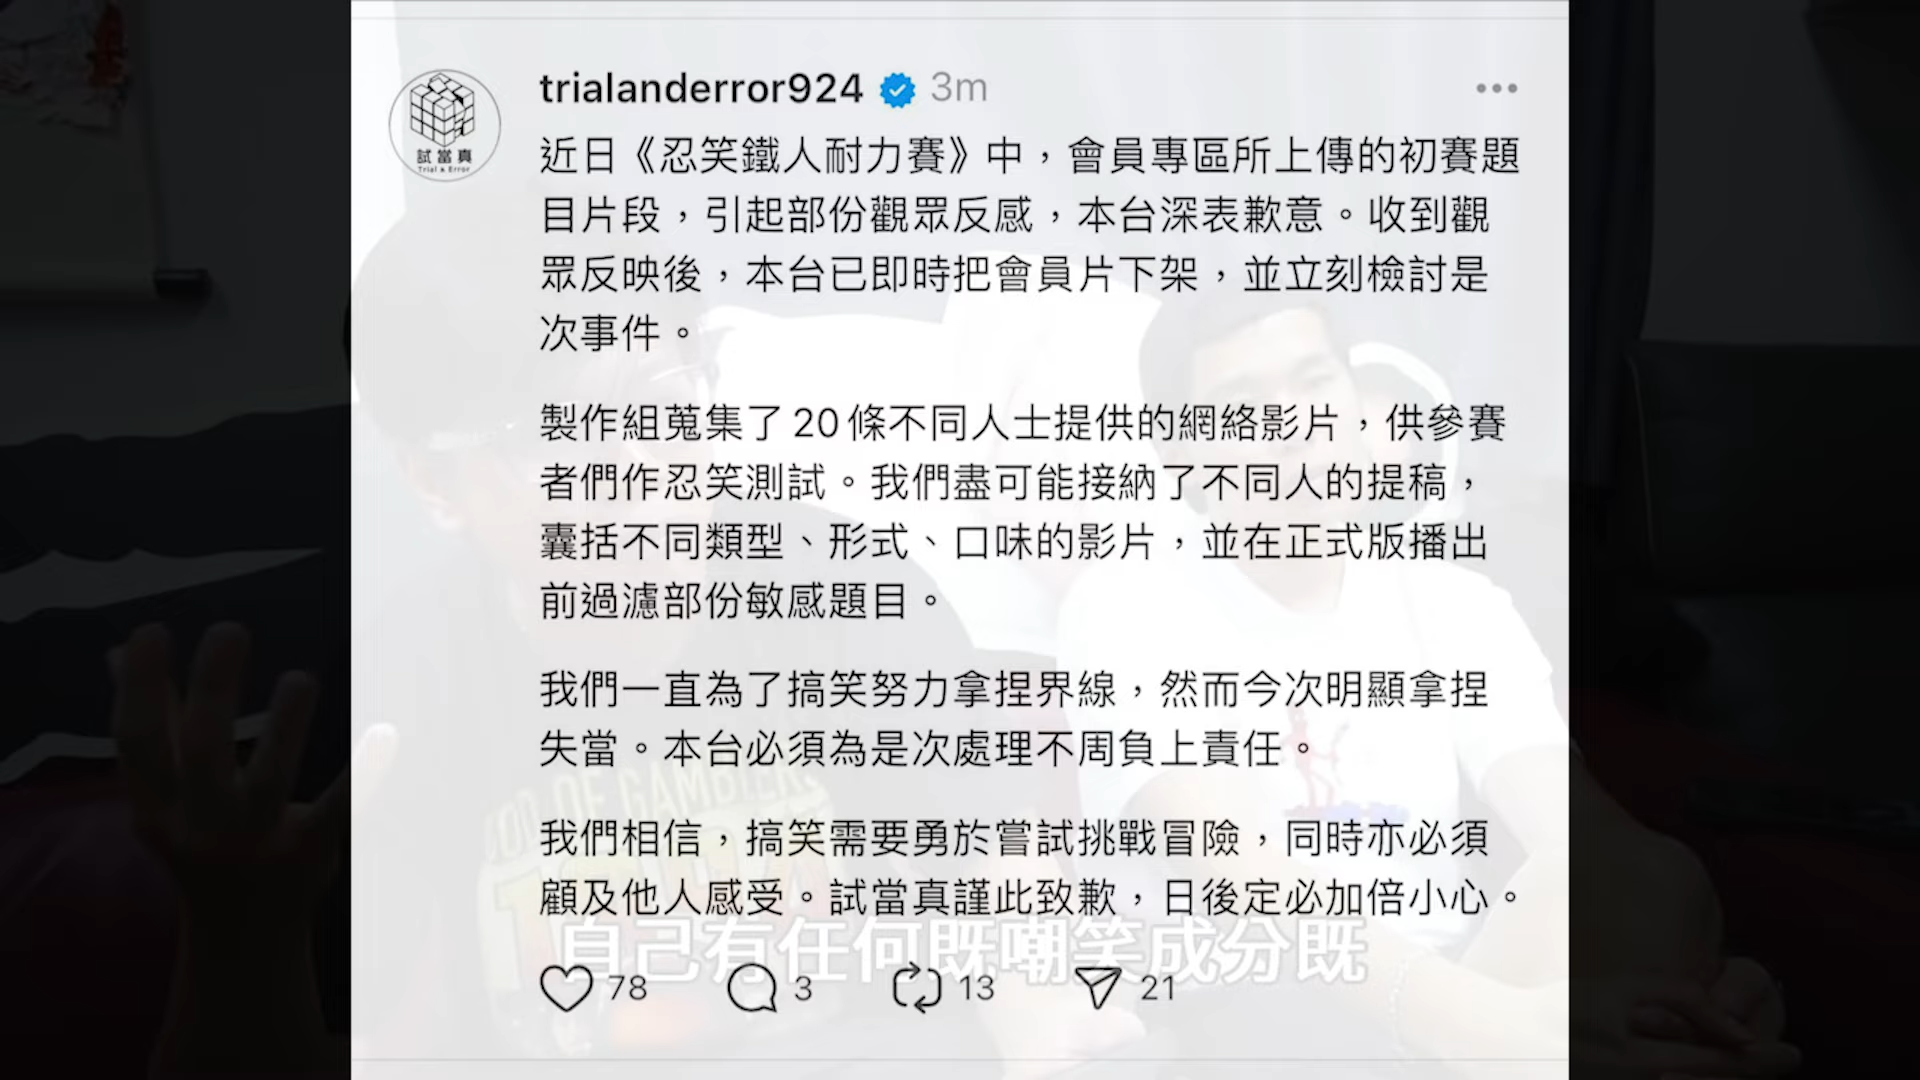 trialanderror924 3m
試當真
Trial & Error
近日《忍笑鐵人耐力賽》中，會員專區所上傳的初賽題
目片段，引起部份觀眾反感，本台深表歉意。收到觀
眾反映後，本台已即時把會員片下架，並立刻檢討是
次事件。
製作組蒐集了20條不同人士提供的網絡影片，供參賽
者們作忍笑測試。我們盡可能接納了不同人的提稿，
囊括不同類型、形式、口味的影片，並在正式版播出
前過濾部份敏感題目。
我們一直為了搞笑努力拿捏界線，然而今次明顯拿捏
失當。本台必須為是次處理不周負上責任。
我們相信，搞笑需要勇於嘗試挑戰冒險，同時亦必須
顧及他人感受。試當真謹此致歉，日後定必加倍小心。
自己有任何既嘲笑成分既
78 3 13 21